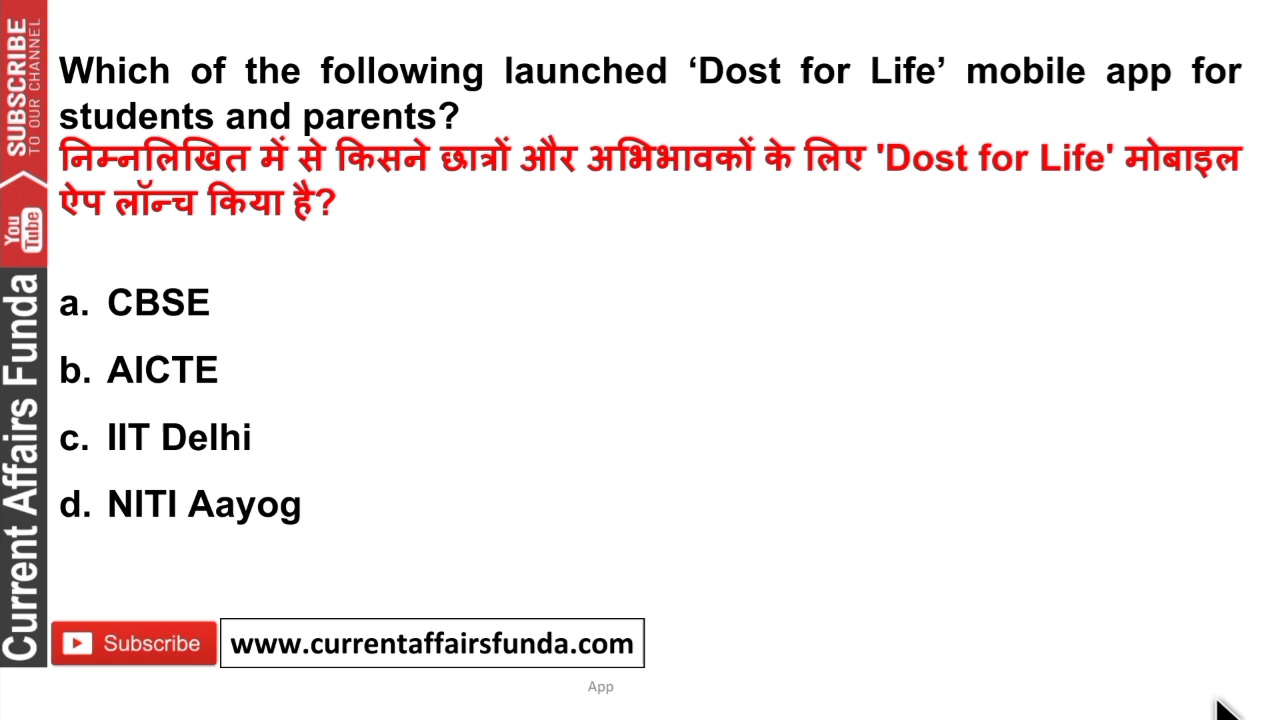 Which of the following launched ‘Dost for Life’ mobile app for
students and parents?
निम्नलिखित में से किसने छात्रों और अभिभावकों के लिए 'Dost for Life' मोबाइल
ऐप लॉन्च किया है?
a. CBSE
b. AICTE
c. IIT Delhi
d. NITI Aayog
Subscribe
www.currentaffairsfunda.com
App
SUBSCRIBE
TO OUR CHANNEL
You
Tube
Current Affairs Funda